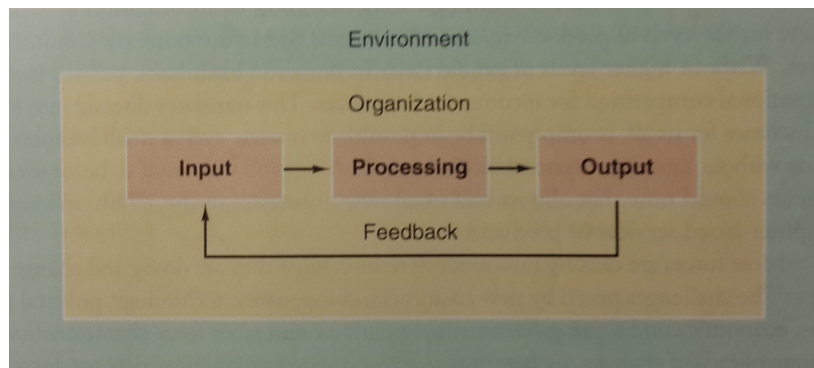 Environment
Organization
Input Processing Output
Feedback